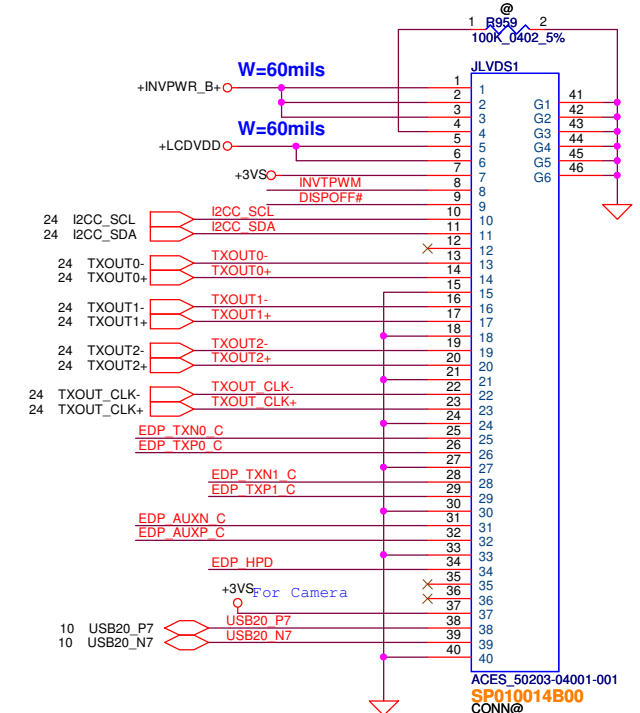 @
1 R959 2
100K_0402_5%
W=60mils
JLVDS1
+INVPWR_B+
1 1
2 2 G1 41
3 3 G2 42
4 4 G3 43
W=60mils
+LCDVDD
5 5 G4 44
6 6 G5 45
+3VS
7 7 G6 46
INVTPWM 8 8
DISPOFF# 9 9
24 I2CC_SCL I2CC_SCL 10 10
24 I2CC_SDA I2CC_SDA 11 11
12 12
24 TXOUT0- TXOUT0- 13 13
24 TXOUT0+ TXOUT0+ 14 14
15 15
24 TXOUT1- TXOUT1- 16 16
24 TXOUT1+ TXOUT1+ 17 17
18 18
24 TXOUT2- TXOUT2- 19 19
24 TXOUT2+ TXOUT2+ 20 20
21 21
24 TXOUT_CLK- TXOUT_CLK- 22 22
24 TXOUT_CLK+ TXOUT_CLK+ 23 23
24 24
EDP_TXN0_C 25 25
EDP_TXP0_C 26 26
27 27
EDP_TXN1_C 28 28
EDP_TXP1_C 29 29
30 30
EDP_AUXN_C 31 31
EDP_AUXP_C 32 32
33 33
EDP_HPD 34 34
35 35
+3VS For Camera 36 36
37 37
10 USB20_P7 USB20_P7 38 38
10 USB20_N7 USB20_N7 39 39
40 40
ACES_50203-04001-001
SP010014B00
CONN@